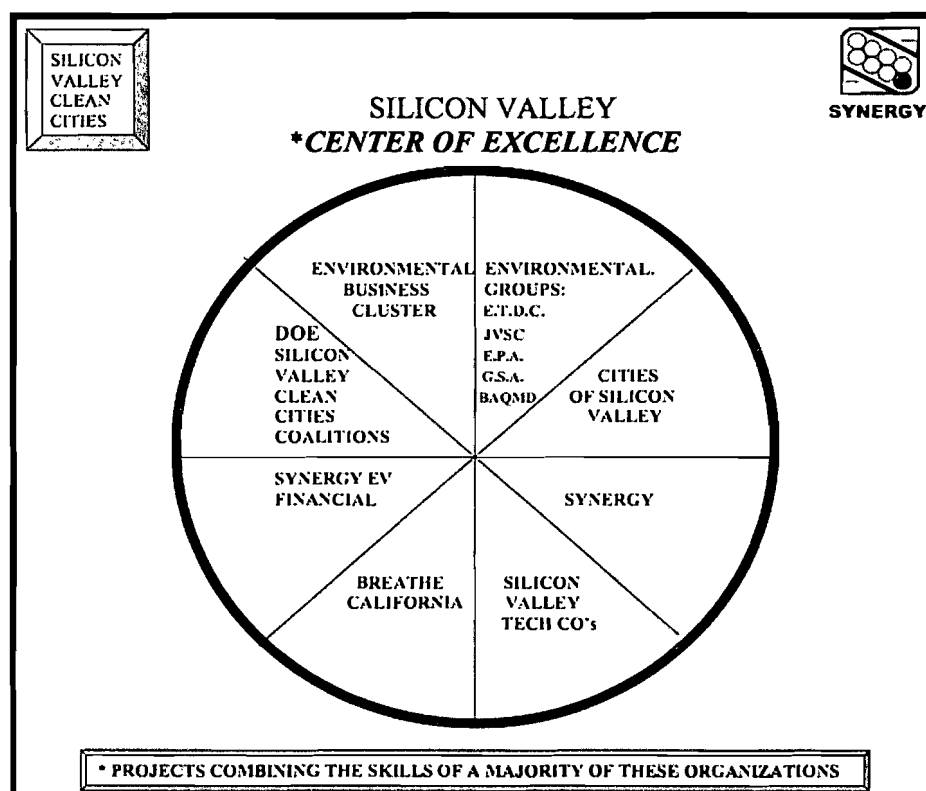 SILICON
VALLEY
CLEAN
CITIES
SYNERGY
SILICON VALLEY
*CENTER OF EXCELLENCE
ENVIRONMENTAL
BUSINESS
CLUSTER
ENVIRONMENTAL.
GROUPS:
E.T.D.C.
JVSC
E.P.A.
G.S.A.
BAQMD
CITIES
OF SILICON
VALLEY
SYNERGY
SILICON
VALLEY
TECH CO's
BREATHE
CALIFORNIA
SYNERGY EV
FINANCIAL
DOE
SILICON
VALLEY
CLEAN
CITIES
COALITIONS
* PROJECTS COMBINING THE SKILLS OF A MAJORITY OF THESE ORGANIZATIONS